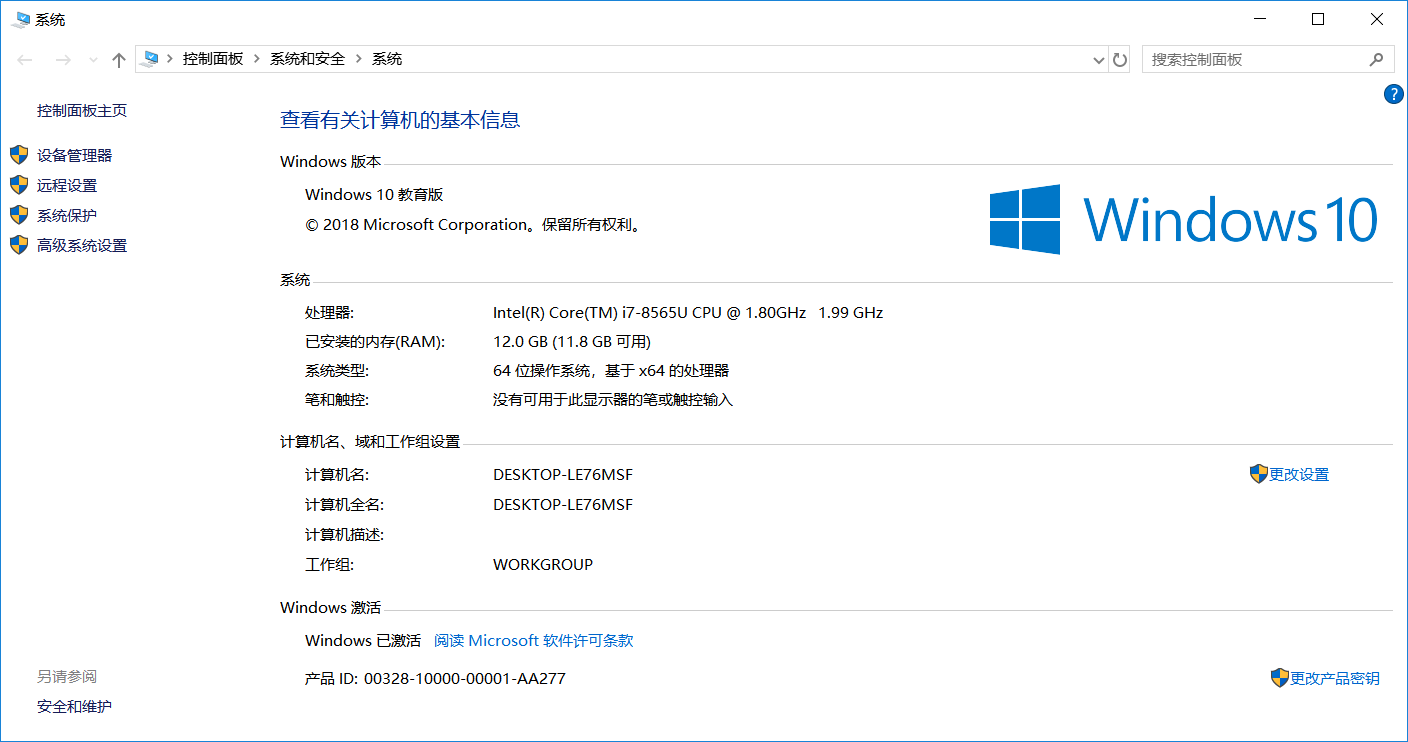 系统
控制面板 系统和安全 系统
搜索控制面板
?
控制面板主页
设备管理器
远程设置
系统保护
高级系统设置
另请参阅
安全和维护
查看有关计算机的基本信息
Windows 版本
Windows 10 教育版
© 2018 Microsoft Corporation。保留所有权利。
Windows 10
系统
处理器: Intel(R) Core(TM) i7-8565U CPU @ 1.80GHz 1.99 GHz
已安装的内存(RAM): 12.0 GB (11.8 GB 可用)
系统类型: 64 位操作系统，基于 x64 的处理器
笔和触控: 没有可用于此显示器的笔或触控输入
计算机名、域和工作组设置
计算机名: DESKTOP-LE76MSF 更改设置
计算机全名: DESKTOP-LE76MSF
计算机描述:
工作组: WORKGROUP
Windows 激活
Windows 已激活 阅读 Microsoft 软件许可条款
产品 ID: 00328-10000-00001-AA277 更改产品密钥